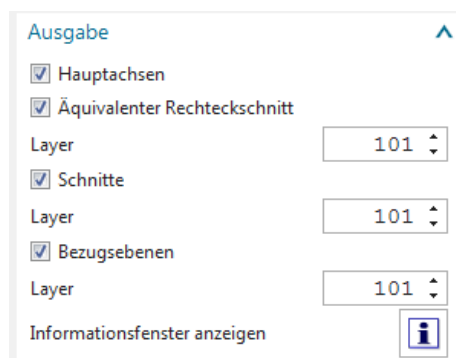 Ausgabe
Hauptachsen
Äquivalenter Rechteckschnitt
Layer 101
Schnitte
Layer 101
Bezugsebenen
Layer 101
Informationsfenster anzeigen